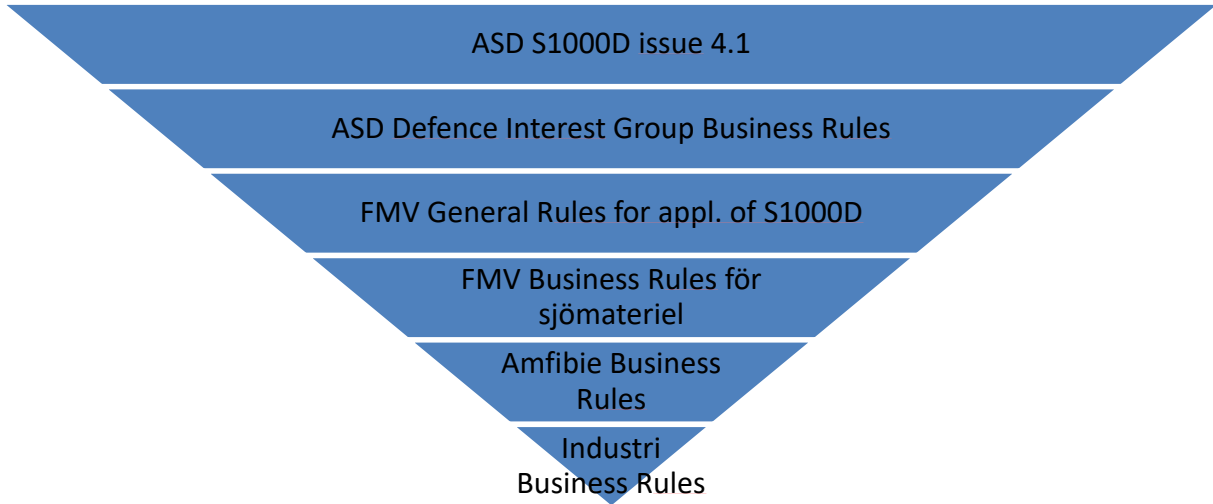 ASD S1000D issue 4.1
ASD Defence Interest Group Business Rules
FMV General Rules for appl. of S1000D
FMV Business Rules för
sjömateriel
Amfibie Business
Rules
Industri
Business Rules